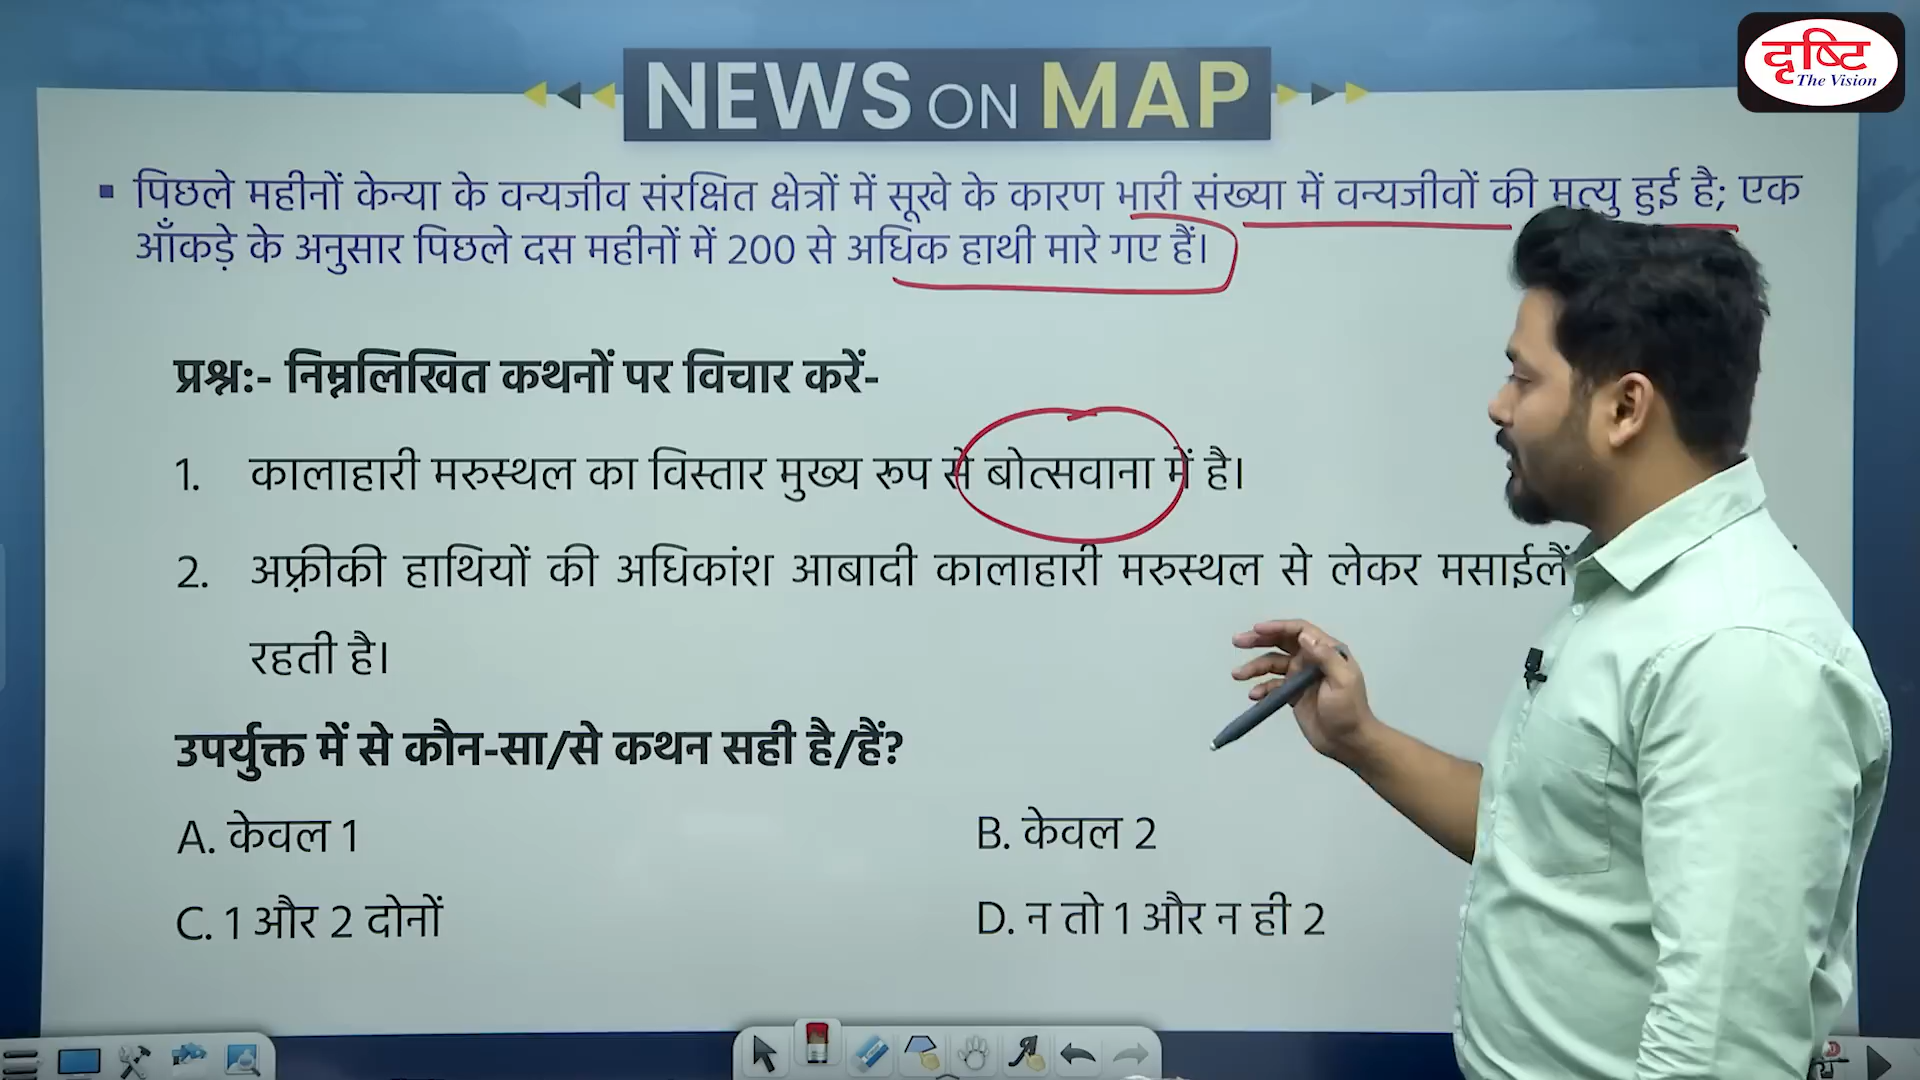 दृष्टि
The Vision
NEWS ON MAP
▪ पिछले महीनों केन्या के वन्यजीव संरक्षित क्षेत्रों में सूखे के कारण भारी संख्या में वन्यजीवों की मृत्यु हुई है; एक
आँकड़े के अनुसार पिछले दस महीनों में 200 से अधिक हाथी मारे गए हैं।
प्रश्न:- निम्नलिखित कथनों पर विचार करें-
1. कालाहारी मरुस्थल का विस्तार मुख्य रूप से बोत्सवाना में है।
2. अफ़्रीकी हाथियों की अधिकांश आबादी कालाहारी मरुस्थल से लेकर
रहती है।
उपर्युक्त में से कौन-सा/से कथन सही है/हैं?
A. केवल 1
B. केवल 2
C. 1 और 2 दोनों
D. न तो 1 और न ही 2